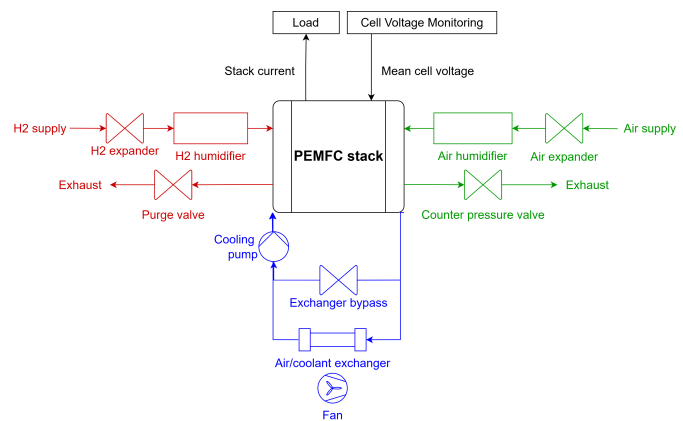 Load
Cell Voltage Monitoring
Stack current
Mean cell voltage
H2 supply
H2 expander
H2 humidifier
PEMFC stack
Air humidifier
Air expander
Air supply
Exhaust
Purge valve
Counter pressure valve
Exhaust
Cooling
pump
Exchanger bypass
Air/coolant exchanger
Fan